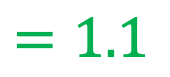 = 1.1